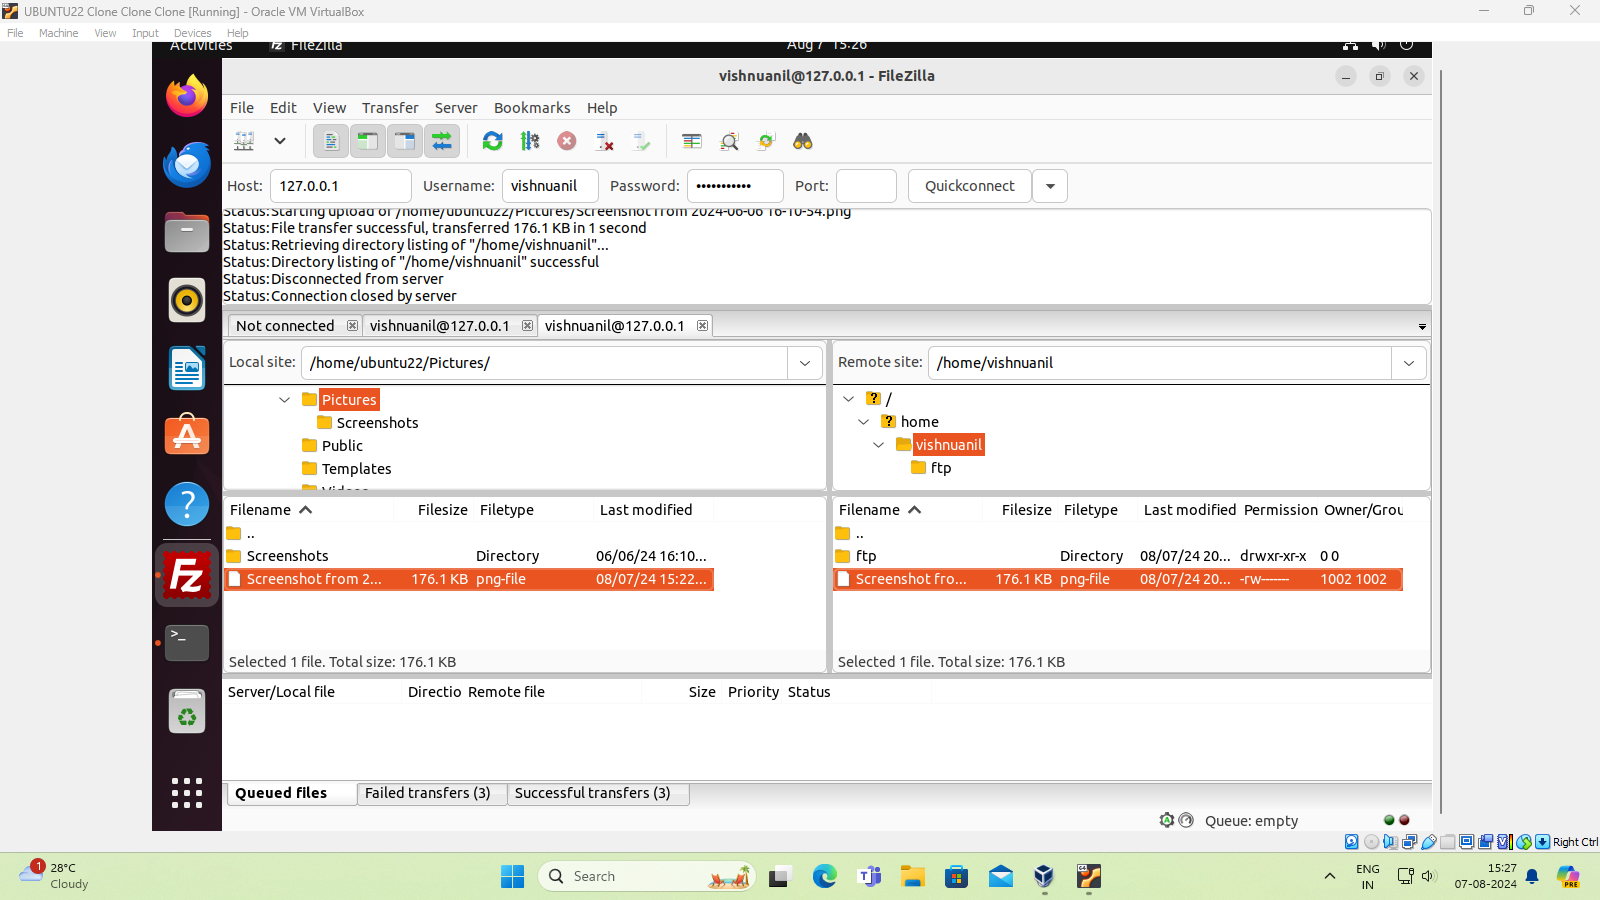 UBUNTU22 Clone Clone Clone [Running] - Oracle VM VirtualBox
File Machine View Input Devices Help
Activities FileZilla Aug 7 15:26
vishnuanil@127.0.0.1 - FileZilla
File Edit View Transfer Server Bookmarks Help
Host: 127.0.0.1 Username: vishnuanil Password: ••••••••••• Port: Quickconnect
Status:Starting upload of /home/ubuntu22/Pictures/Screenshot from 2024-06-06 16-10-54.png
Status:File transfer successful, transferred 176.1 KB in 1 second
Status:Retrieving directory listing of "/home/vishnuanil"...
Status:Directory listing of "/home/vishnuanil" successful
Status:Disconnected from server
Status:Connection closed by server
Not connected vishnuanil@127.0.0.1 vishnuanil@127.0.0.1
Local site: /home/ubuntu22/Pictures/
Pictures
Screenshots
Public
Templates
Videos
Filename Filesize Filetype Last modified
..
Screenshots Directory 06/06/24 16:10...
Screenshot from 2... 176.1 KB png-file 08/07/24 15:22...
Selected 1 file. Total size: 176.1 KB
Remote site: /home/vishnuanil
/
home
vishnuanil
ftp
Filename Filesize Filetype Last modified Permission Owner/Grou
..
ftp Directory 08/07/24 20... drwxr-xr-x 0 0
Screenshot fro... 176.1 KB png-file 08/07/24 20... -rw------- 1002 1002
Selected 1 file. Total size: 176.1 KB
Server/Local file Directio Remote file Size Priority Status
Queued files Failed transfers (3) Successful transfers (3)
Queue: empty
Right Ctrl
1 28°C
Cloudy
Search
ENG
IN
15:27
07-08-2024
PRE